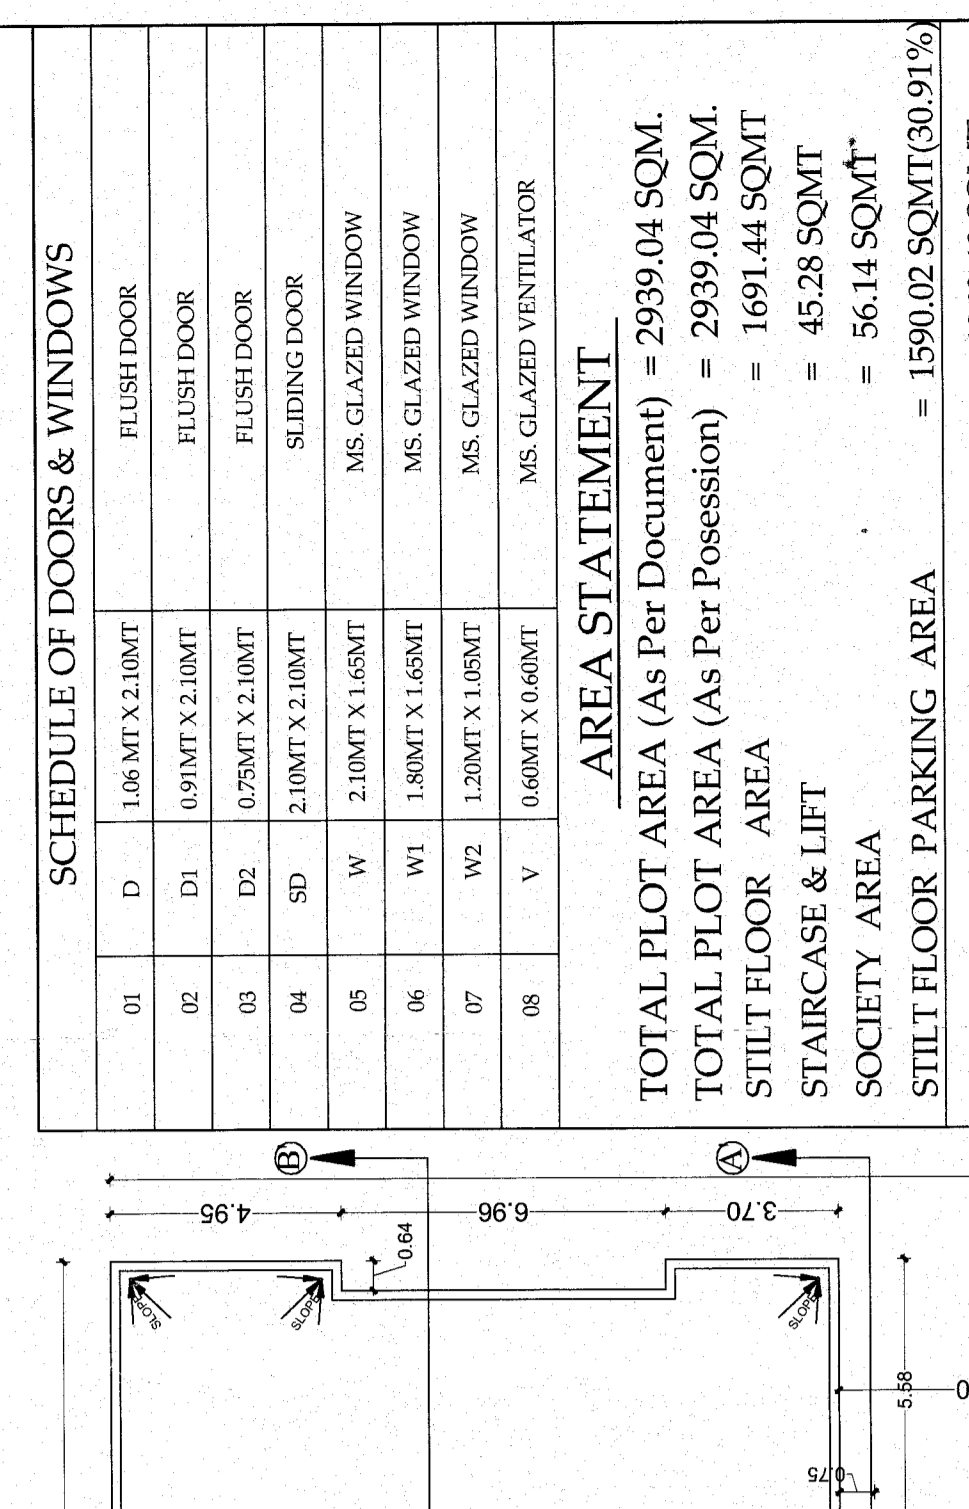 SCHEDULE OF DOORS & WINDOWS
01 D 1.06 MT X 2.10MT FLUSH DOOR
02 D1 0.91MT X 2.10MT FLUSH DOOR
03 D2 0.75MT X 2.10MT FLUSH DOOR
04 SD 2.10MT X 2.10MT SLIDING DOOR
05 W 2.10MT X 1.65MT MS. GLAZED WINDOW
06 W1 1.80MT X 1.65MT MS. GLAZED WINDOW
07 W2 1.20MT X 1.05MT MS. GLAZED WINDOW
08 V 0.60MT X 0.60MT MS. GLAZED VENTILATOR
AREA STATEMENT
TOTAL PLOT AREA (As Per Document) = 2939.04 SQM.
TOTAL PLOT AREA (As Per Posession) = 2939.04 SQM.
STILT FLOOR AREA = 1691.44 SQMT
STAIRCASE & LIFT = 45.28 SQMT
SOCIETY AREA = 56.14 SQMT
STILT FLOOR PARKING AREA = 1590.02 SQMT(30.91%)
B'
A'
4.95
6.96
3.70
0.64
SLOPE
SLOPE
SLOPE
5.58
0.75